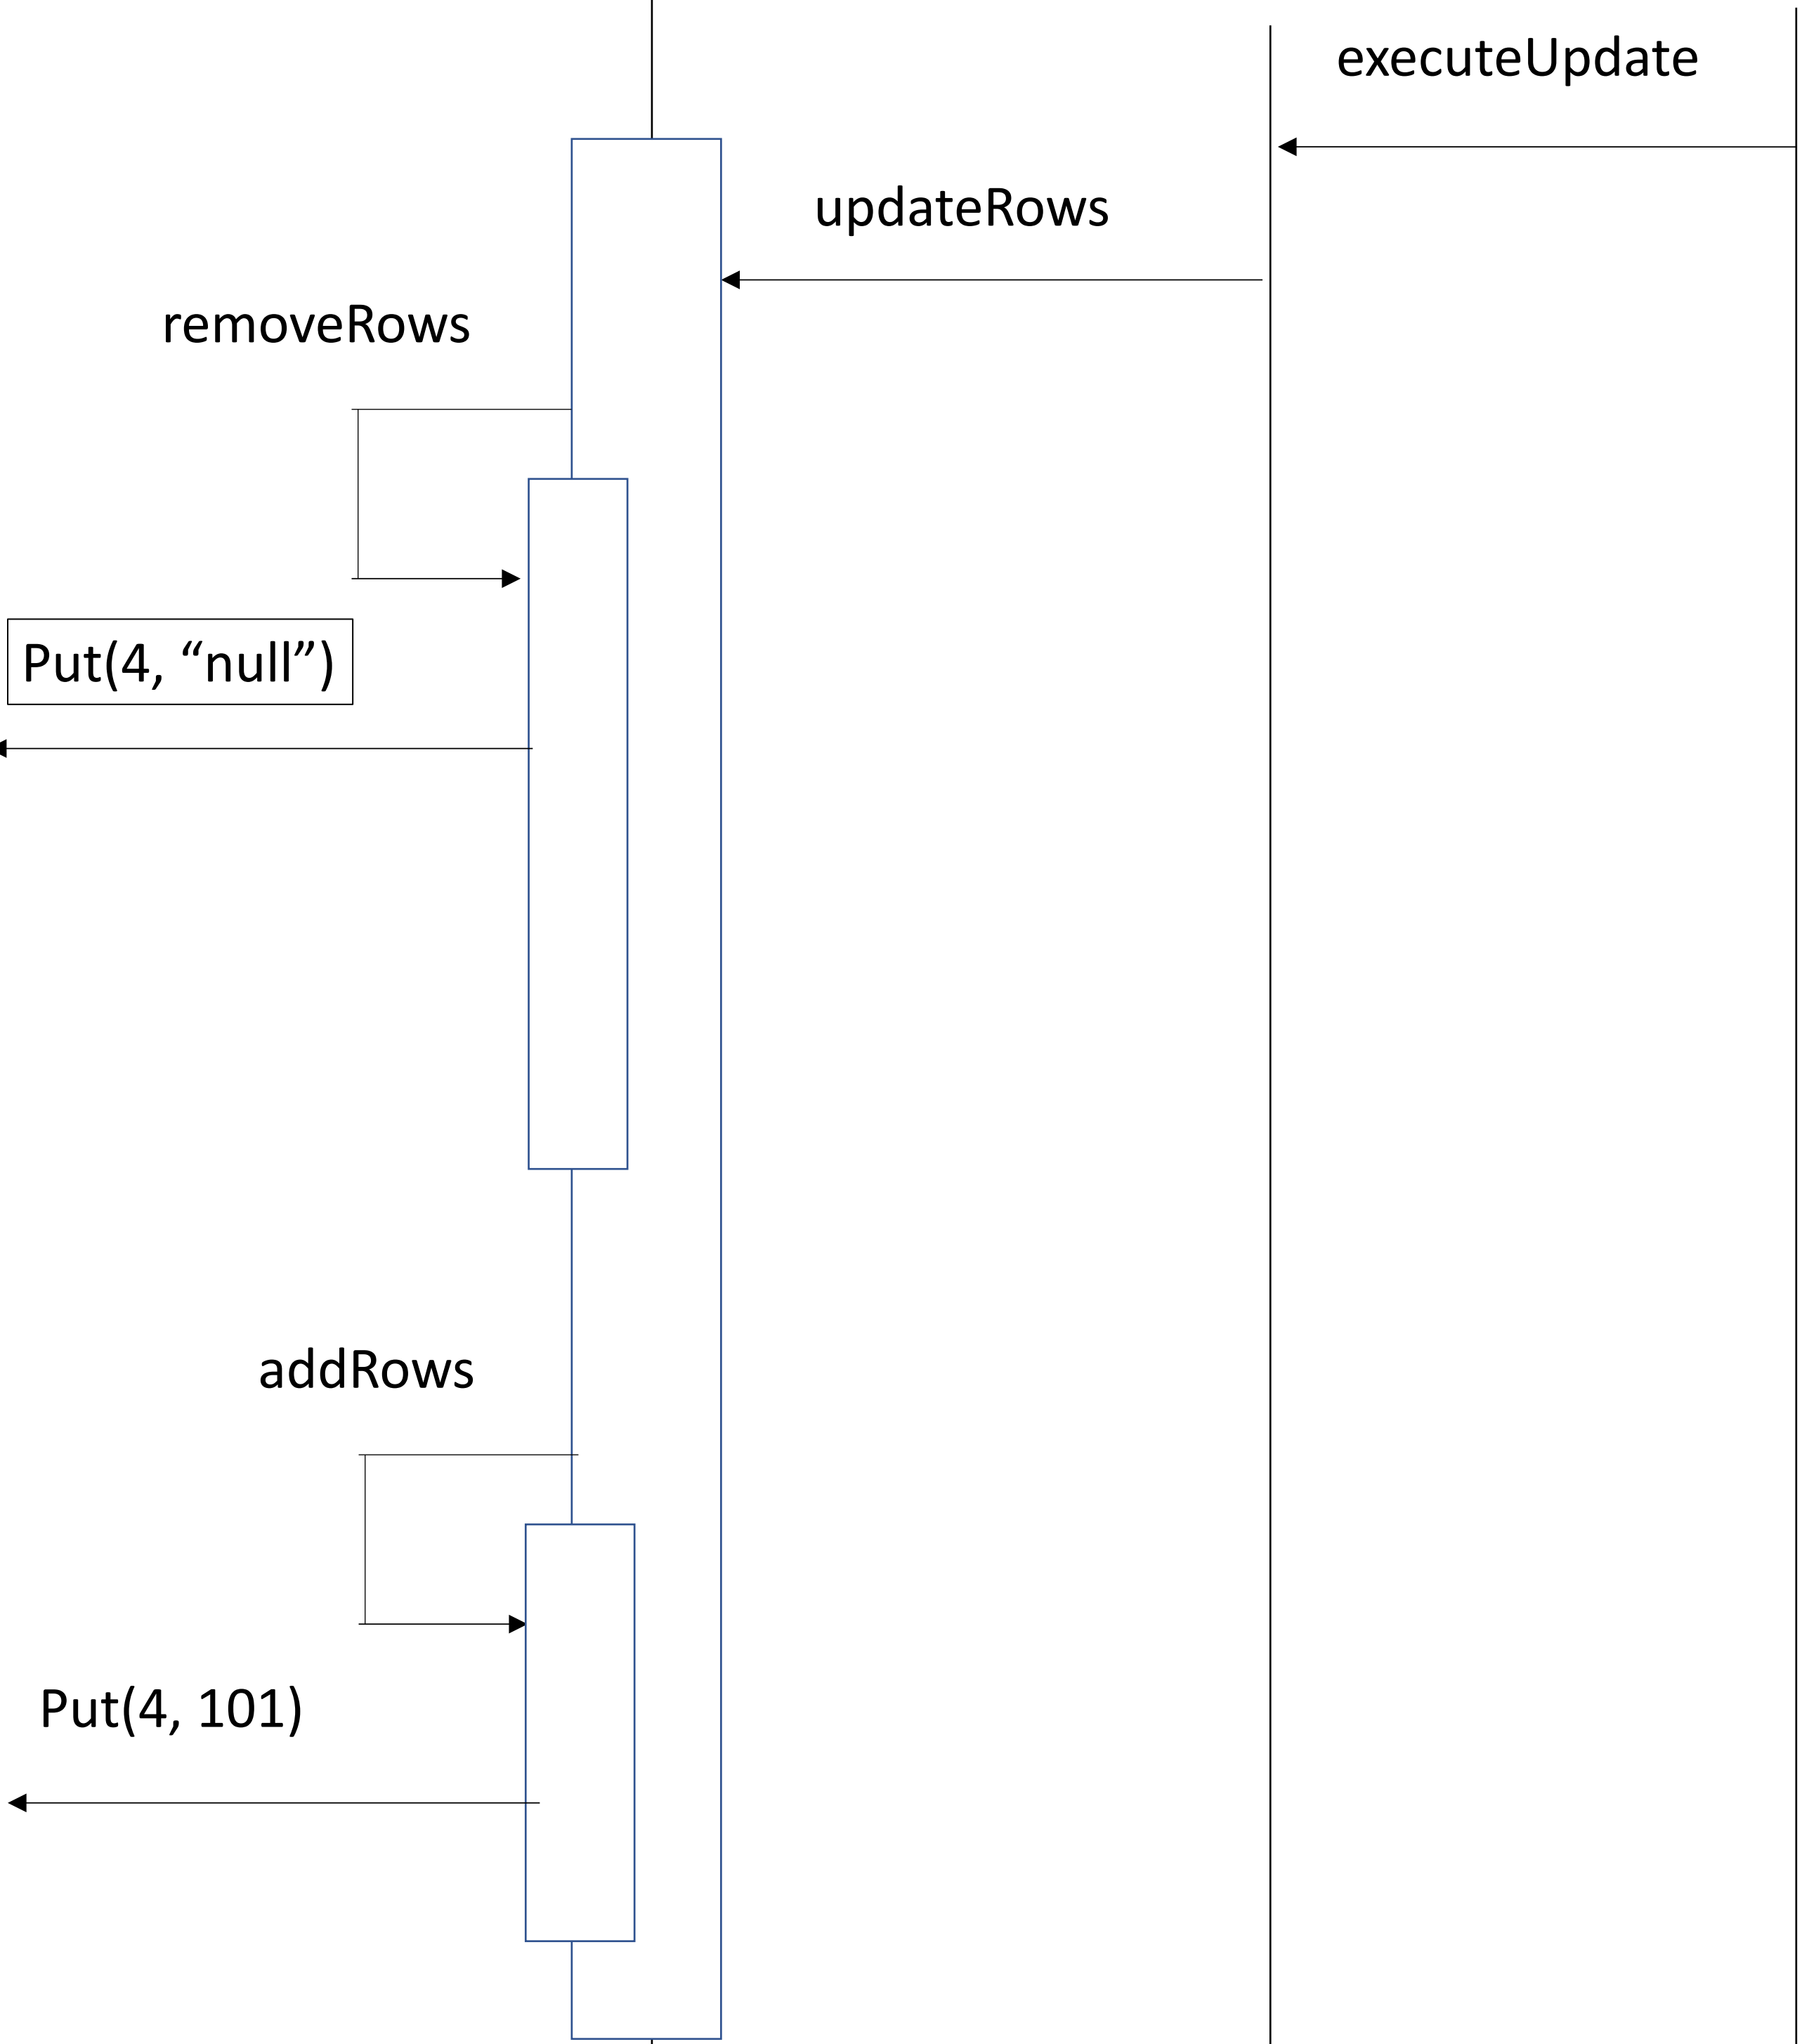 executeUpdate
updateRows
removeRows
Put(4, “null”)
addRows
Put(4, 101)